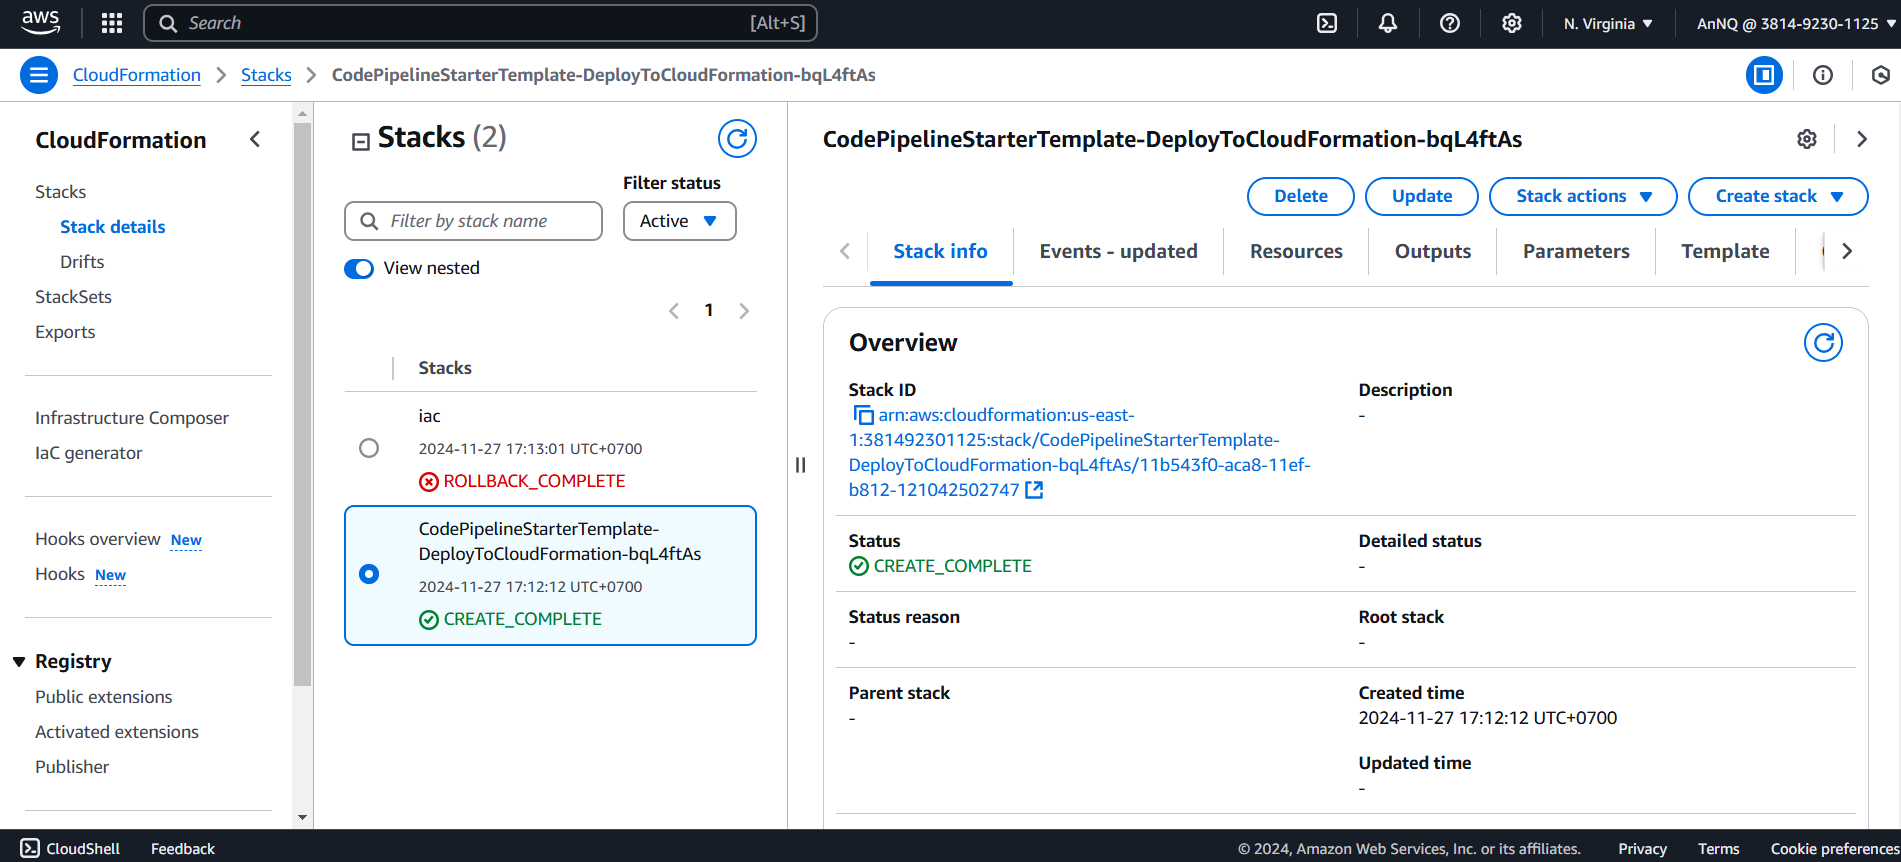 aws
Search
[Alt+S]
N. Virginia
AnNQ @ 3814-9230-1125
CloudFormation
Stacks
CodePipelineStarterTemplate-DeployToCloudFormation-bqL4ftAs
CloudFormation
Stacks
Stack details
Drifts
StackSets
Exports
Infrastructure Composer
IaC generator
Hooks overview New
Hooks New
Registry
Public extensions
Activated extensions
Publisher
Stacks (2)
Filter status
Filter by stack name
Active
View nested
1
Stacks
iac
2024-11-27 17:13:01 UTC+0700
ROLLBACK_COMPLETE
CodePipelineStarterTemplate-
DeployToCloudFormation-bqL4ftAs
2024-11-27 17:12:12 UTC+0700
CREATE_COMPLETE
CodePipelineStarterTemplate-DeployToCloudFormation-bqL4ftAs
Delete
Update
Stack actions
Create stack
Stack info
Events - updated
Resources
Outputs
Parameters
Template
Overview
Stack ID
arn:aws:cloudformation:us-east-
1:381492301125:stack/CodePipelineStarterTemplate-
DeployToCloudFormation-bqL4ftAs/11b543f0-aca8-11ef-
b812-121042502747
Description
-
Status
CREATE_COMPLETE
Detailed status
-
Status reason
-
Root stack
-
Parent stack
-
Created time
2024-11-27 17:12:12 UTC+0700
Updated time
-
CloudShell
Feedback
© 2024, Amazon Web Services, Inc. or its affiliates.
Privacy
Terms
Cookie preferences